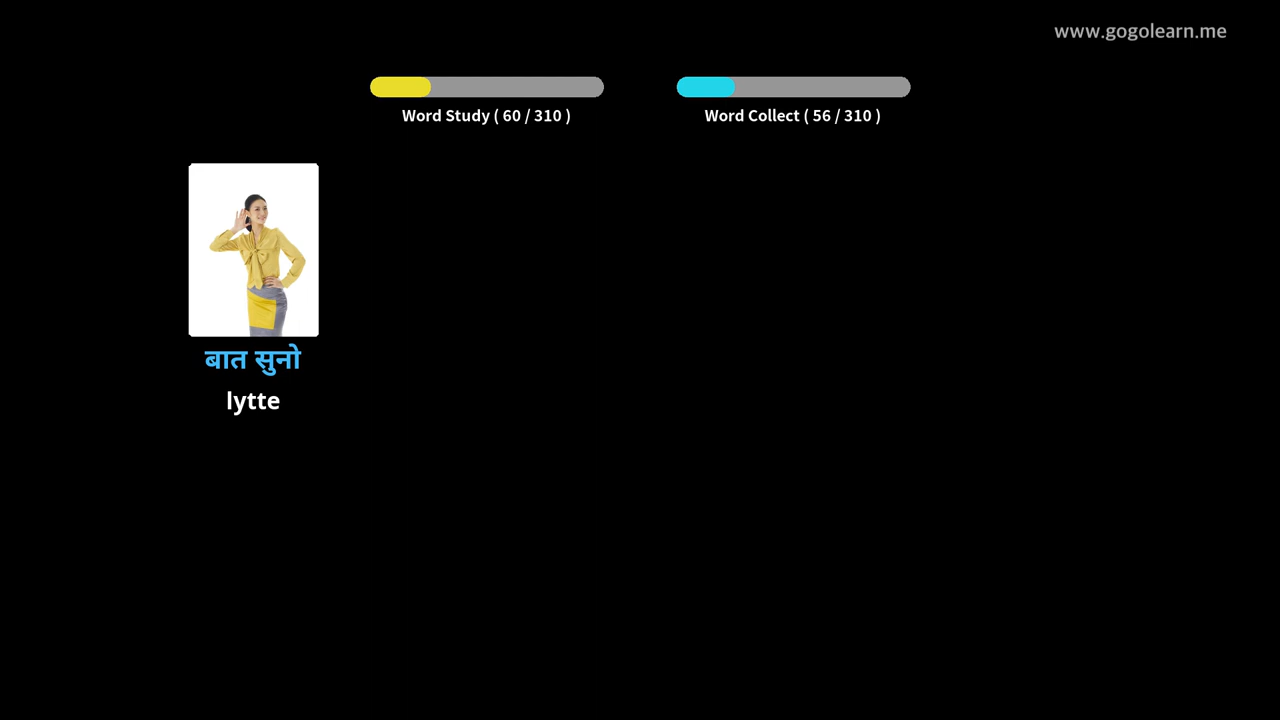 www.gogolearn.me
Word Study ( 60 / 310 )
Word Collect ( 56 / 310 )
बात सुनो
lytte